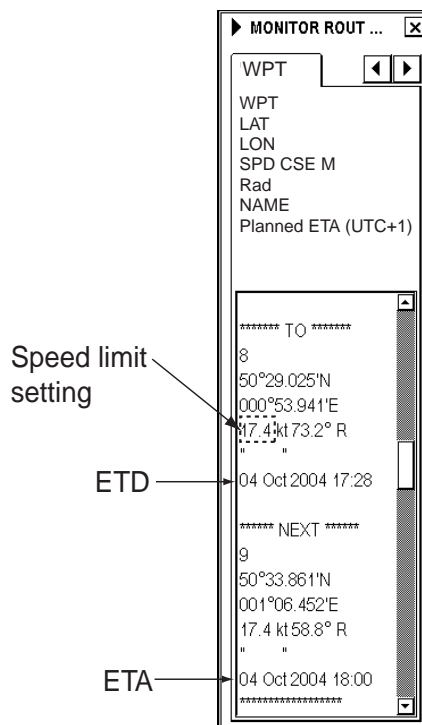 MONITOR ROUT ...
WPT
WPT
LAT
LON
SPD CSE M
Rad
NAME
Planned ETA (UTC+1)
******* TO *******
8
50°29.025'N
000°53.941'E
17.4 kt 73.2° R
" "
04 Oct 2004 17:28
****** NEXT ******
9
50°33.861'N
001°06.452'E
17.4 kt 58.8° R
" "
04 Oct 2004 18:00
******************
Speed limit
setting
ETD
ETA